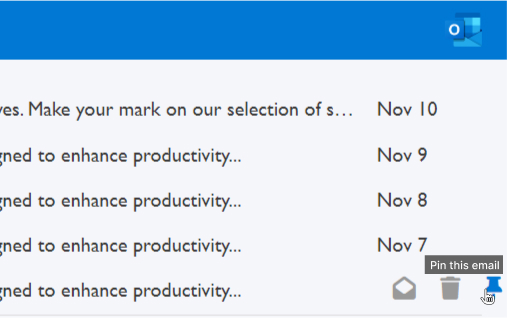 O
ves. Make your mark on our selection of s... Nov 10
gned to enhance productivity... Nov 9
gned to enhance productivity... Nov 8
gned to enhance productivity... Nov 7
Pin this email
gned to enhance productivity...